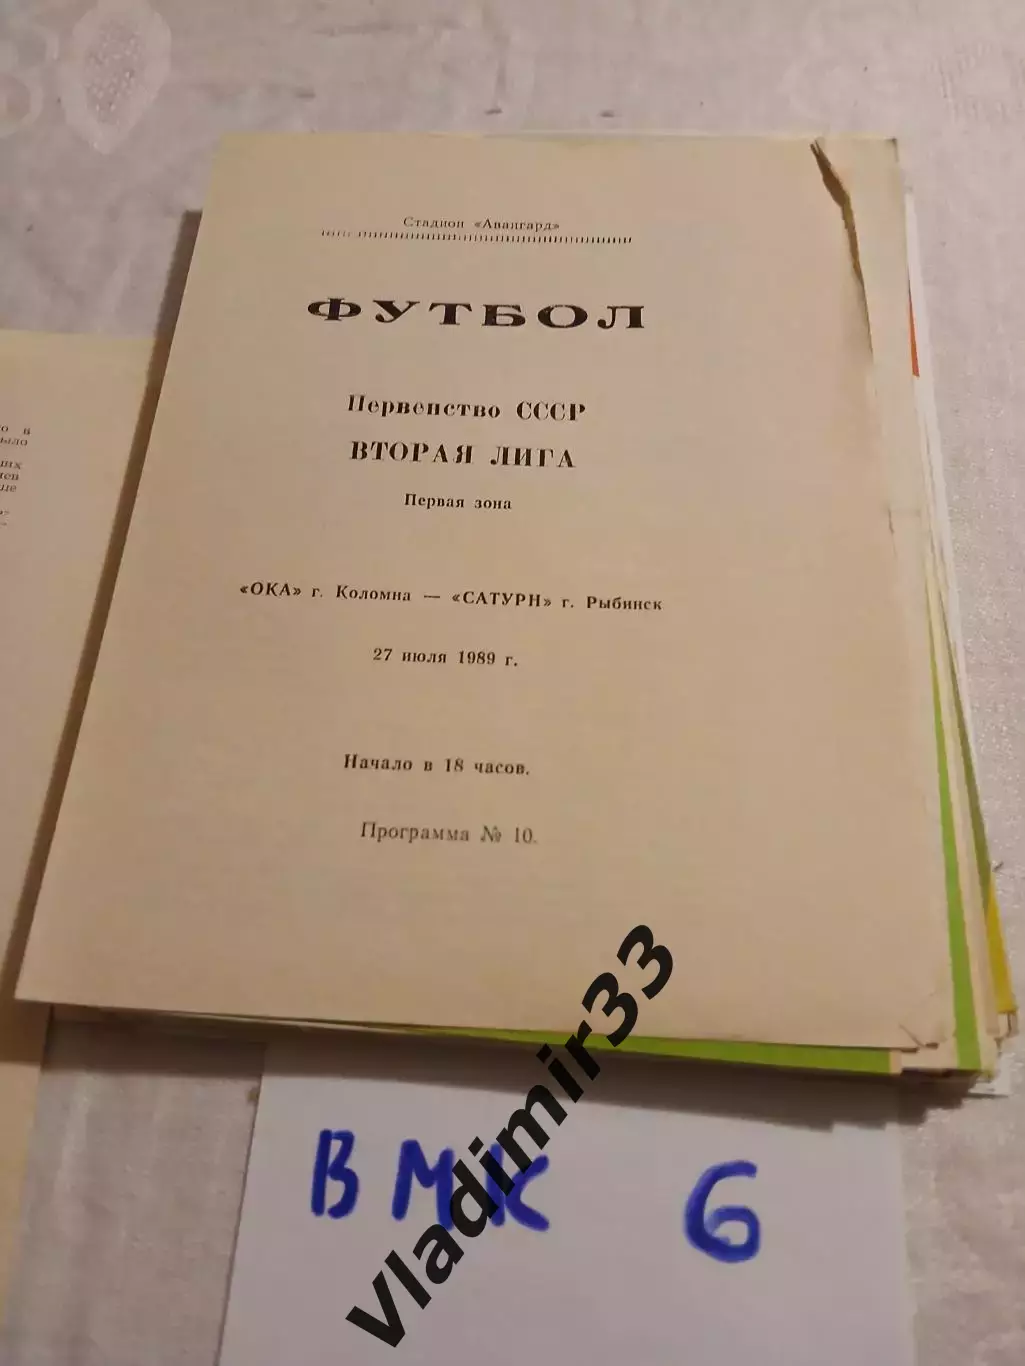 Стадион «Авангард»
ФУТБОЛ
Первенство СССР
ВТОРАЯ ЛИГА
Первая зона
«ОКА» г. Коломна — «САТУРН» г. Рыбинск
27 июля 1989 г.
Начало в 18 часов.
Программа № 10.
ВМК 6
Vladimir33